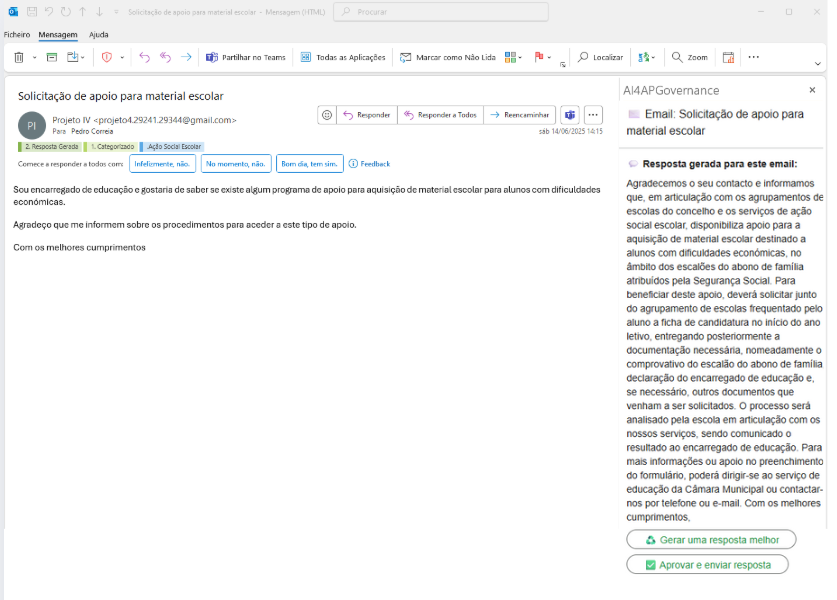 Solicitação de apoio para material escolar - Mensagem (HTML)
Procurar
Ficheiro Mensagem Ajuda
Partilhar no Teams Todas as Aplicações Marcar como Não Lida Localizar Zoom
Solicitação de apoio para material escolar
PI
Projeto IV <projeto4.29241.29344@gmail.com>
Para Pedro Correia
Responder Responder a Todos Reencaminhar
sáb 14/06/2025 14:15
2. Resposta Gerada 1. Categorizado .Ação Social Escolar
Comece a responder a todos com: Infelizmente, não. No momento, não. Bom dia, tem sim. Feedback
Sou encarregado de educação e gostaria de saber se existe algum programa de apoio para aquisição de material escolar para alunos com dificuldades
económicas.
Agradeço que me informem sobre os procedimentos para aceder a este tipo de apoio.
Com os melhores cumprimentos
AI4APGovernance
Email: Solicitação de apoio para
material escolar
Resposta gerada para este email:
Agradecemos o seu contacto e informamos
que, em articulação com os agrupamentos de
escolas do concelho e os serviços de ação
social escolar, disponibiliza apoio para a
aquisição de material escolar destinado a
alunos com dificuldades económicas, no
âmbito dos escalões do abono de família
atribuídos pela Segurança Social. Para
beneficiar deste apoio, deverá solicitar junto
do agrupamento de escolas frequentado pelo
aluno a ficha de candidatura no início do ano
letivo, entregando posteriormente a
documentação necessária, nomeadamente o
comprovativo do escalão do abono de família
declaração do encarregado de educação e,
se necessário, outros documentos que
venham a ser solicitados. O processo será
analisado pela escola em articulação com os
nossos serviços, sendo comunicado o
resultado ao encarregado de educação. Para
mais informações ou apoio no preenchimento
do formulário, poderá dirigir-se ao serviço de
educação da Câmara Municipal ou contactar-
nos por telefone ou e-mail. Com os melhores
cumprimentos,
Gerar uma resposta melhor
Aprovar e enviar resposta